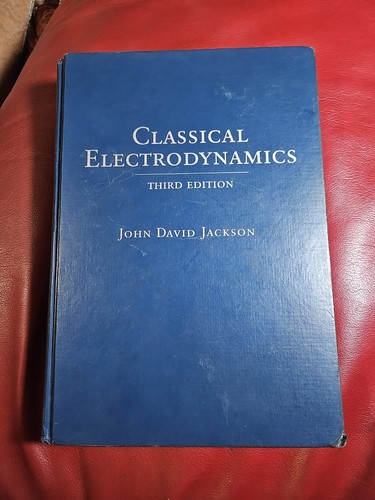 CLASSICAL
ELECTRODYNAMICS
THIRD EDITION
JOHN DAVID JACKSON